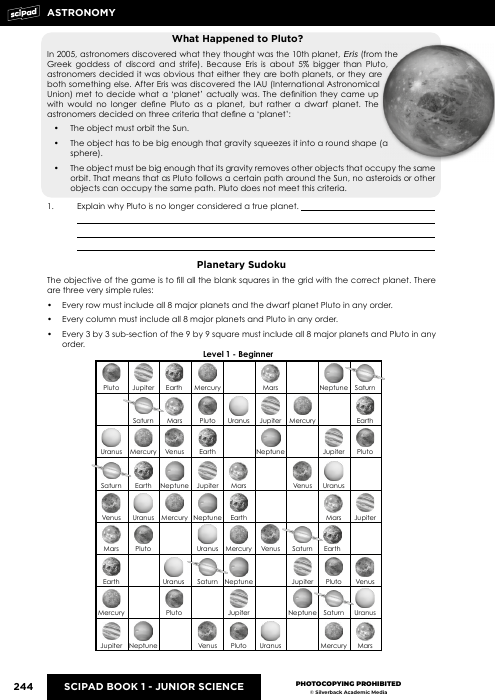 scipad ASTRONOMY
What Happened to Pluto?
In 2005, astronomers discovered what they thought was the 10th planet, Eris (from the
Greek goddess of discord and strife). Because Eris is about 5% bigger than Pluto,
astronomers decided it was obvious that either they are both planets, or they are
both something else. After Eris was discovered the IAU (International Astronomical
Union) met to decide what a ‘planet’ actually was. The definition they came up
with would no longer define Pluto as a planet, but rather a dwarf planet. The
astronomers decided on three criteria that define a ‘planet’:
• The object must orbit the Sun.
• The object has to be big enough that gravity squeezes it into a round shape (a
sphere).
• The object must be big enough that its gravity removes other objects that occupy the same
orbit. That means that as Pluto follows a certain path around the Sun, no asteroids or other
objects can occupy the same path. Pluto does not meet this criteria.
1. Explain why Pluto is no longer considered a true planet.
Planetary Sudoku
The objective of the game is to fill all the blank squares in the grid with the correct planet. There
are three very simple rules:
• Every row must include all 8 major planets and the dwarf planet Pluto in any order.
• Every column must include all 8 major planets and Pluto in any order.
• Every 3 by 3 sub-section of the 9 by 9 square must include all 8 major planets and Pluto in any
order.
Level 1 - Beginner
Pluto Jupiter Earth Mercury Mars Neptune Saturn
Saturn Mars Pluto Uranus Jupiter Mercury Earth
Uranus Mercury Venus Earth Neptune Jupiter Pluto
Saturn Earth Neptune Jupiter Mars Venus Uranus
Venus Uranus Mercury Neptune Earth Mars Jupiter
Mars Pluto Uranus Mercury Venus Saturn Earth
Earth Uranus Saturn Neptune Jupiter Pluto Venus
Mercury Pluto Jupiter Neptune Saturn Uranus
Jupiter Neptune Venus Pluto Uranus Mercury Mars
244 SCIPAD BOOK 1 - JUNIOR SCIENCE PHOTOCOPYING PROHIBITED
© Silverback Academic Media